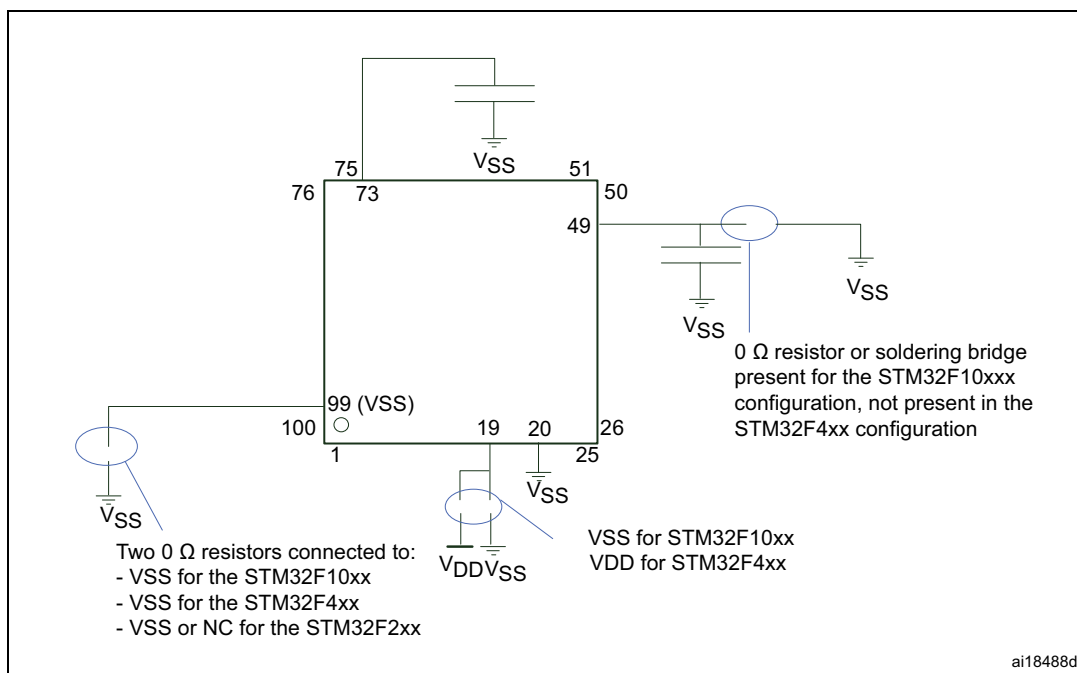 VSS
75
51
76
73
50
49
VSS
VSS
0 Ω resistor or soldering bridge
present for the STM32F10xxx
configuration, not present in the
STM32F4xx configuration
99 (VSS)
100
19
20
26
1
25
VSS
VSS
VDD
VSS
VSS for STM32F10xx
VDD for STM32F4xx
Two 0 Ω resistors connected to:
- VSS for the STM32F10xx
- VSS for the STM32F4xx
- VSS or NC for the STM32F2xx
ai18488d